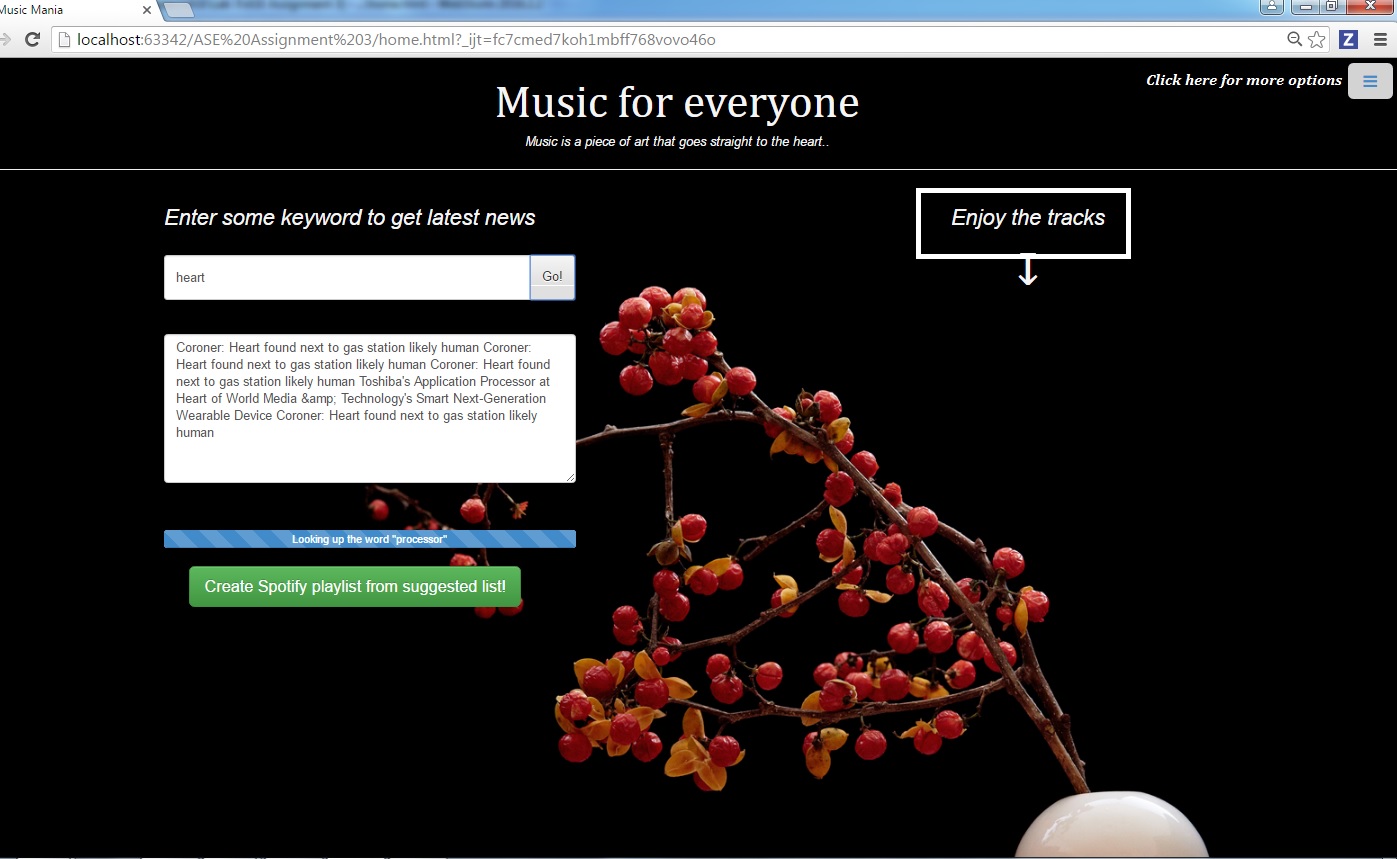 Music Mania
localhost:63342/ASE%20Assignment%203/home.html?_ijt=fc7cmed7koh1mbff768vovo46o
Z
Click here for more options
Music for everyone
Music is a piece of art that goes straight to the heart..
Enter some keyword to get latest news
Enjoy the tracks
heart
Go!
Coroner: Heart found next to gas station likely human Coroner:
Heart found next to gas station likely human Coroner: Heart found
next to gas station likely human Toshiba's Application Processor at
Heart of World Media &amp; Technology's Smart Next-Generation
Wearable Device Coroner: Heart found next to gas station likely
human
Looking up the word "processor"
Create Spotify playlist from suggested list!